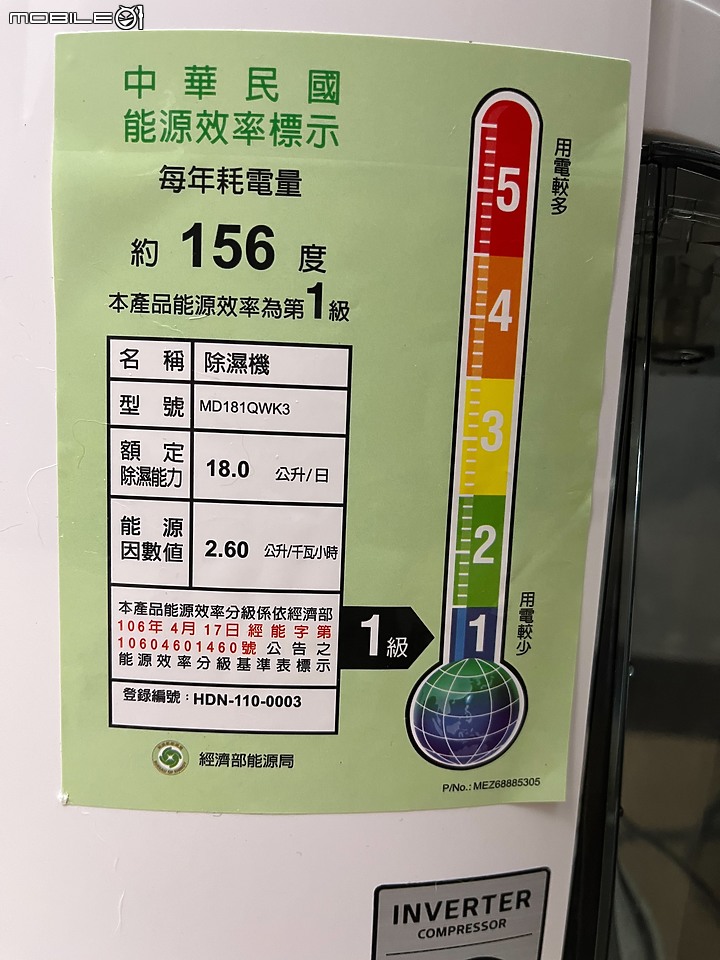 MOBILE01
中華民國
能源效率標示
每年耗電量
約 156 度
本產品能源效率為第1級
名稱 除濕機
型號 MD181QWK3
額定
除濕能力 18.0 公升/日
能源
因數值 2.60 公升/千瓦小時
本產品能源效率分級係依經濟部
106年4月17日經能字第
10604601460號公告之
能源效率分級基準表標示
登錄編號：HDN-110-0003
經濟部能源局
用電較多
5
4
3
2
1
用電較少
1級
P/No.: MEZ68885305
INVERTER
COMPRESSOR